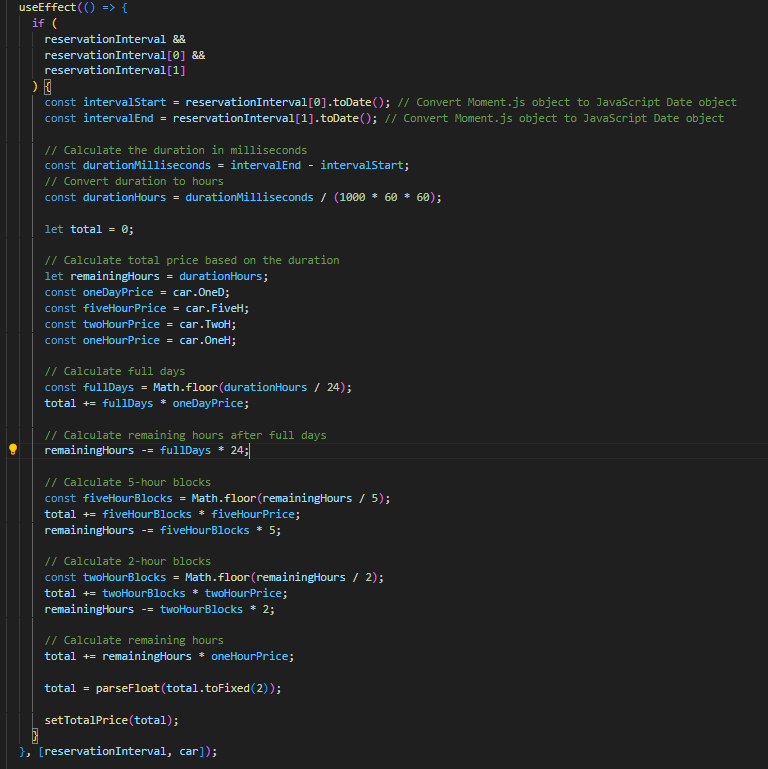 useEffect(() => {
if (
reservationInterval &&
reservationInterval[0] &&
reservationInterval[1]
) {
const intervalStart = reservationInterval[0].toDate(); // Convert Moment.js object to JavaScript Date object
const intervalEnd = reservationInterval[1].toDate(); // Convert Moment.js object to JavaScript Date object
// Calculate the duration in milliseconds
const durationMilliseconds = intervalEnd - intervalStart;
// Convert duration to hours
const durationHours = durationMilliseconds / (1000 * 60 * 60);
let total = 0;
// Calculate total price based on the duration
let remainingHours = durationHours;
const oneDayPrice = car.OneD;
const fiveHourPrice = car.FiveH;
const twoHourPrice = car.TwoH;
const oneHourPrice = car.OneH;
// Calculate full days
const fullDays = Math.floor(durationHours / 24);
total += fullDays * oneDayPrice;
// Calculate remaining hours after full days
remainingHours -= fullDays * 24;
// Calculate 5-hour blocks
const fiveHourBlocks = Math.floor(remainingHours / 5);
total += fiveHourBlocks * fiveHourPrice;
remainingHours -= fiveHourBlocks * 5;
// Calculate 2-hour blocks
const twoHourBlocks = Math.floor(remainingHours / 2);
total += twoHourBlocks * twoHourPrice;
remainingHours -= twoHourBlocks * 2;
// Calculate remaining hours
total += remainingHours * oneHourPrice;
total = parseFloat(total.toFixed(2));
setTotalPrice(total);
}
}, [reservationInterval, car]);